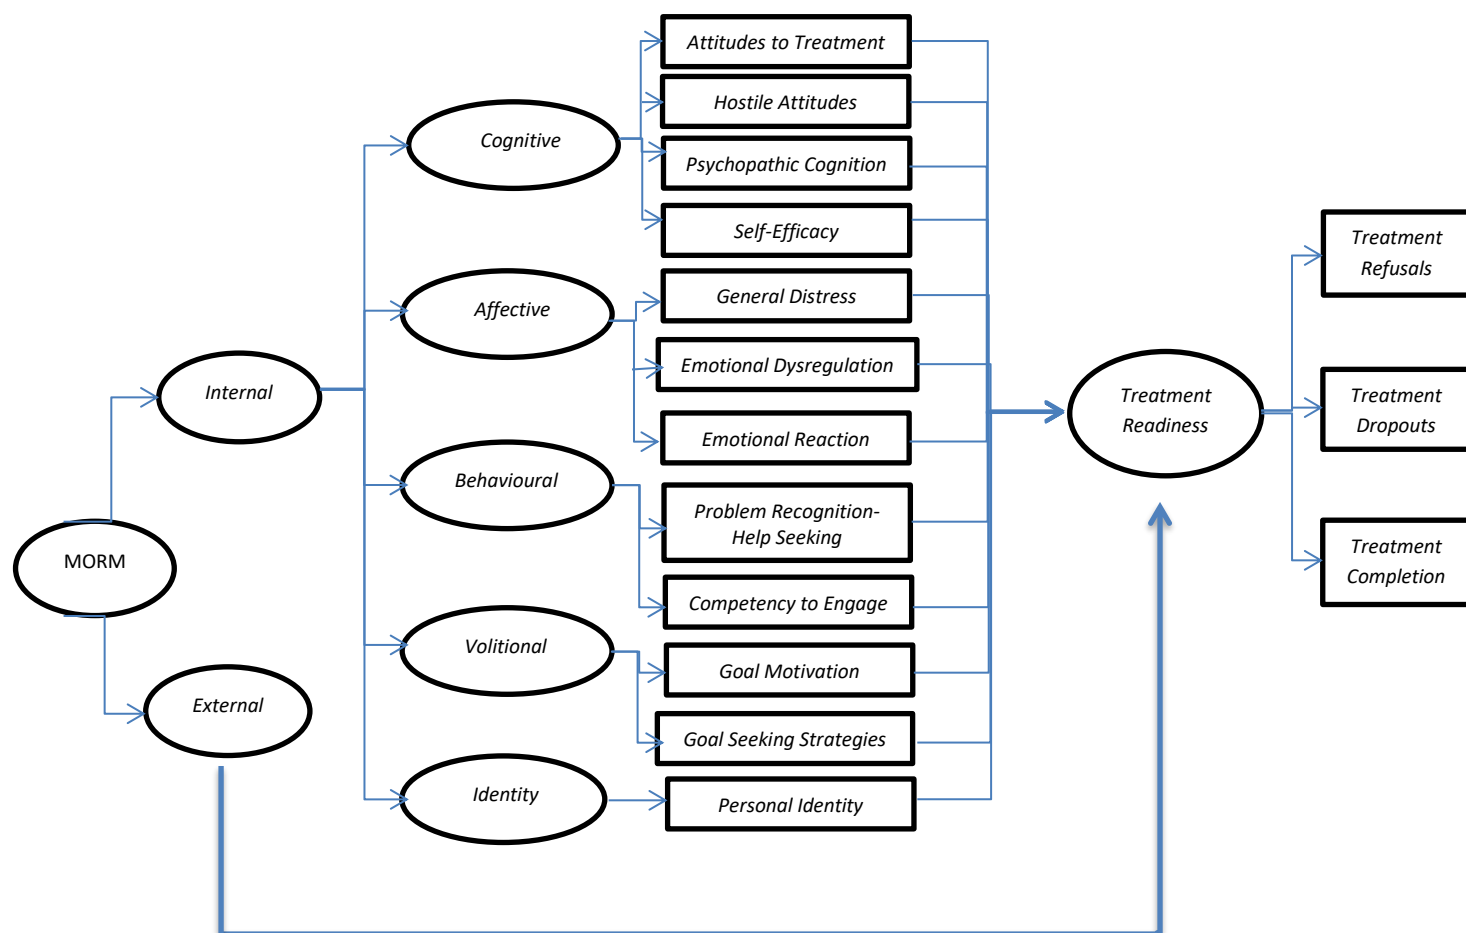 MORM
Internal
External
Cognitive
Affective
Behavioural
Volitional
Identity
Attitudes to Treatment
Hostile Attitudes
Psychopathic Cognition
Self-Efficacy
General Distress
Emotional Dysregulation
Emotional Reaction
Problem Recognition-
Help Seeking
Competency to Engage
Goal Motivation
Goal Seeking Strategies
Personal Identity
Treatment
Readiness
Treatment
Refusals
Treatment
Dropouts
Treatment
Completion